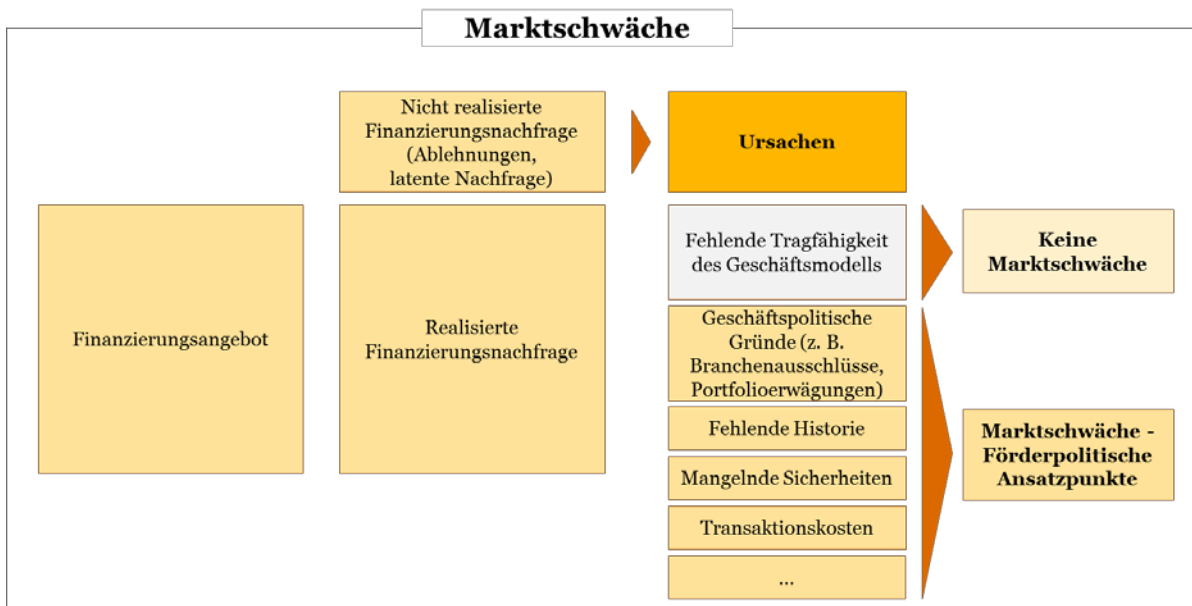 Marktschwäche
Nicht realisierte
Finanzierungsnachfrage
(Ablehnungen,
latente Nachfrage)
Ursachen
Finanzierungsangebot
Realisierte
Finanzierungsnachfrage
Fehlende Tragfähigkeit
des Geschäftsmodells
Keine
Marktschwäche
Geschäftspolitische
Gründe (z. B.
Branchenausschlüsse,
Portfolioerwägungen)
Fehlende Historie
Mangelnde Sicherheiten
Transaktionskosten
...
Marktschwäche -
Förderpolitische
Ansatzpunkte